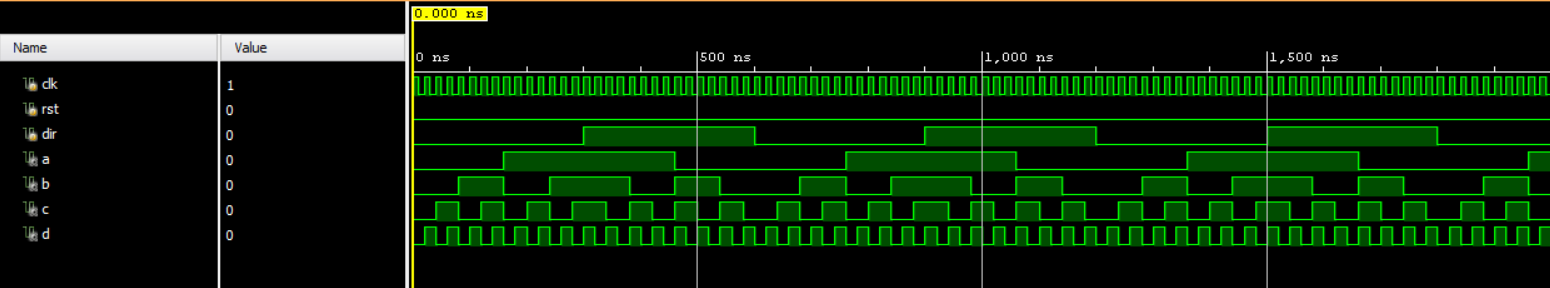 0.000 ns
Name Value
0 ns 500 ns 1,000 ns 1,500 ns
clk 1
rst 0
dir 0
a 0
b 0
c 0
d 0